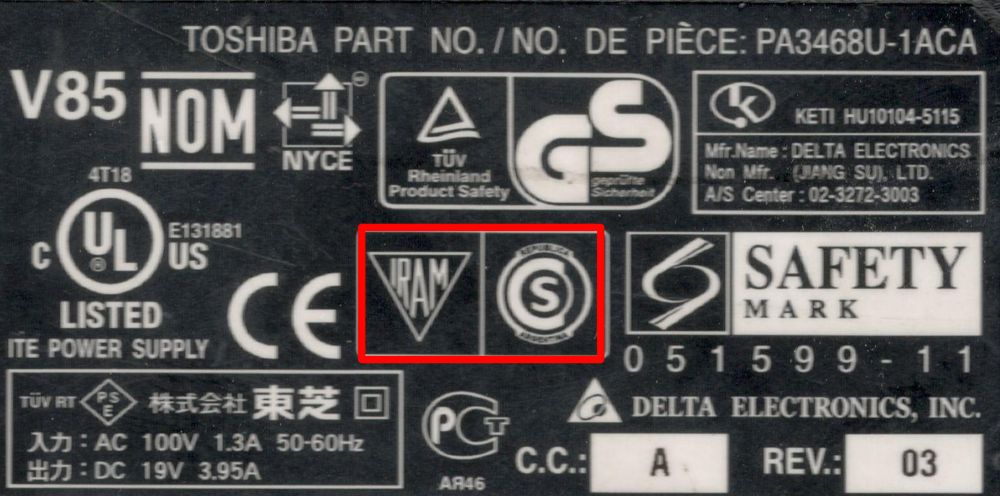 TOSHIBA PART NO. / NO. DE PIÈCE: PA3468U-1ACA
V85
NOM
NYCE
TÜV
Rheinland
Product Safety
GS
geprüfte
Sicherheit
K
KETI HU10104-5115
Mfr.Name : DELTA ELECTRONICS
Non Mfr. (JIANG SU), LTD.
A/S Center : 02-3272-3003
4T18
C UL US
®
E131881
LISTED
ITE POWER SUPPLY
CE
IRAM
REPUBLICA
S
ARGENTINA
SAFETY
MARK
051599-11
TÜV RT
PS
E
株式会社 東芝
入力 : AC 100V 1.3A 50-60Hz
出力 : DC 19V 3.95A
PCT
АЯ46
DELTA ELECTRONICS, INC.
C.C.: A REV.: 03